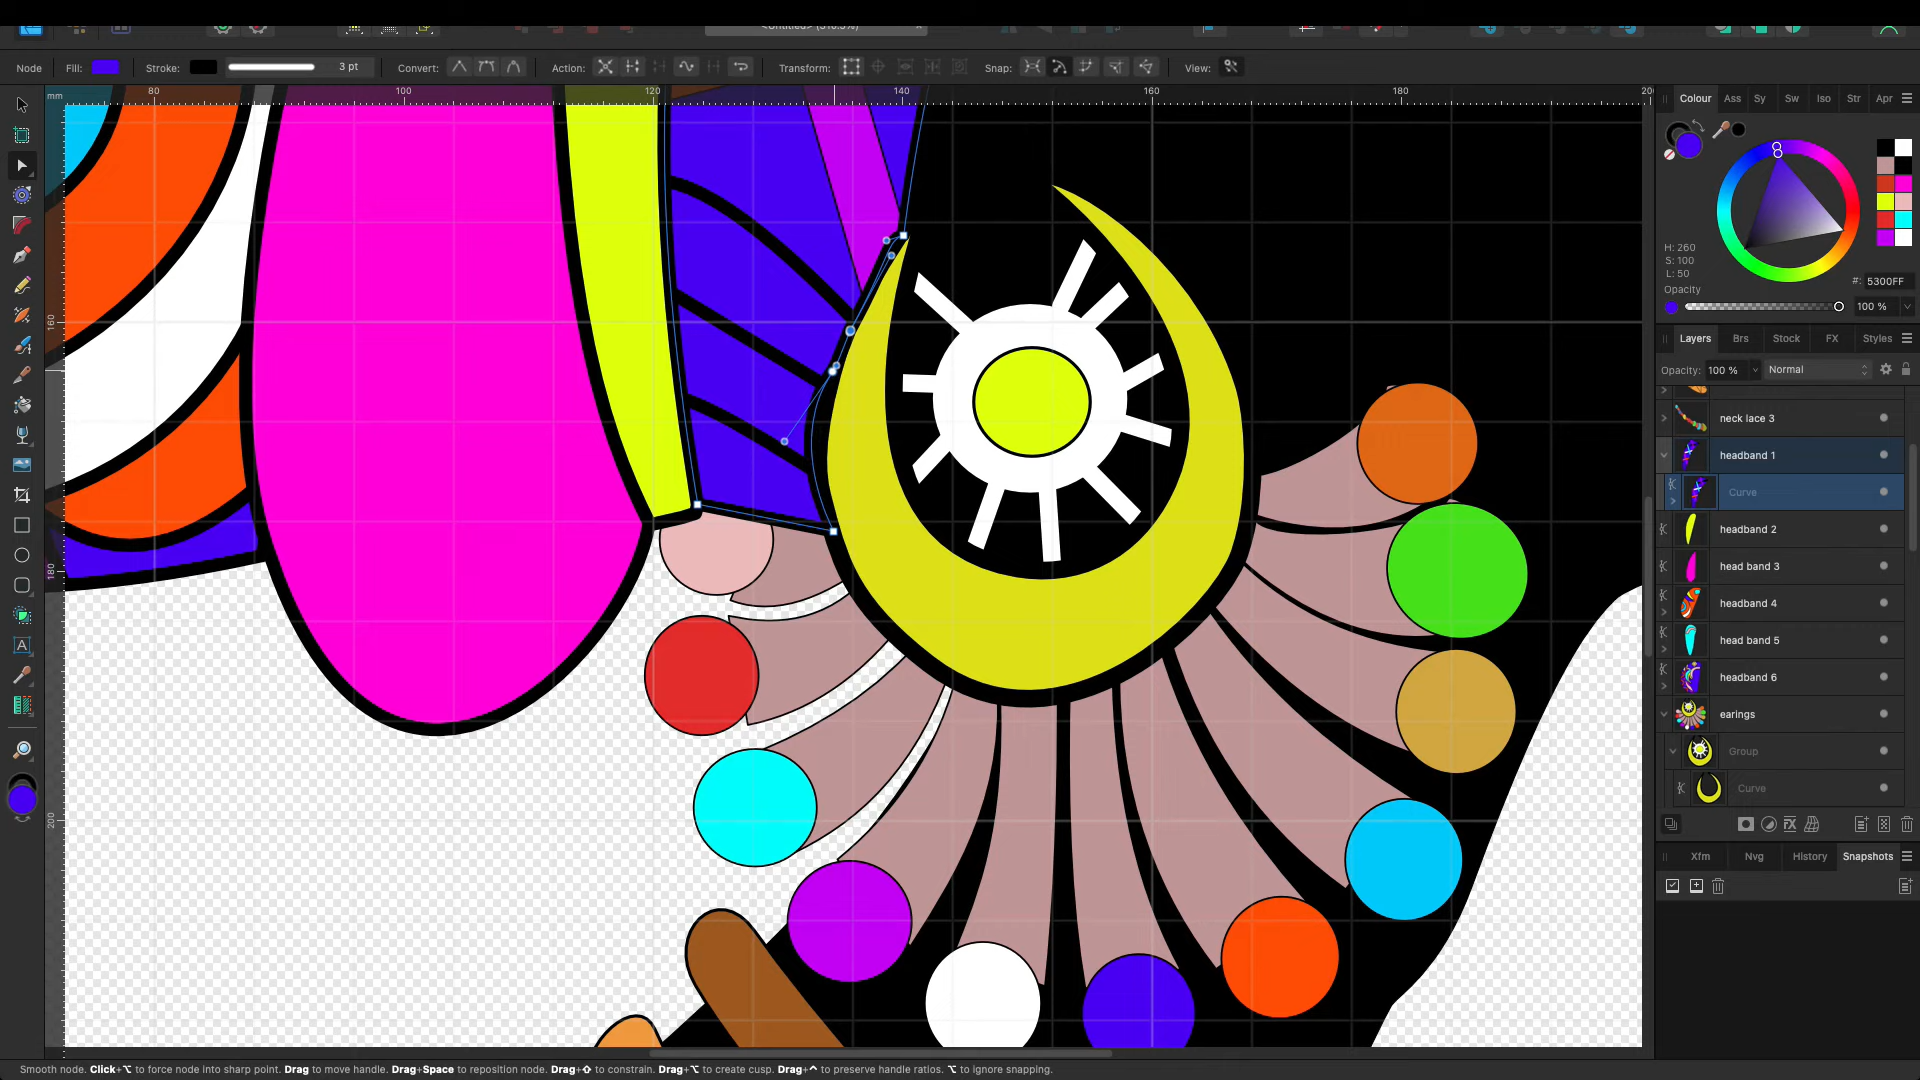 <Untitled> (316.5%)
Node Fill: Stroke: 3 pt Convert: Action: Transform: Snap: View:
mm 80 100 120 140 160 180 20
160
180
200
Colour Ass Sy Sw Iso Str Apr
H: 260
S: 100
L: 50
#: 5300FF
Opacity
100 %
Layers Brs Stock FX Styles
Opacity: 100 % Normal
neck lace 3
headband 1
Curve
headband 2
head band 3
headband 4
head band 5
headband 6
earings
Group
Curve
Xfm Nvg History Snapshots
Smooth node. Click+⌥ to force node into sharp point. Drag to move handle. Drag+Space to reposition node. Drag+⇧ to constrain. Drag+⌥ to create cusp. Drag+⌃ to preserve handle ratios. ⌥ to ignore snapping.